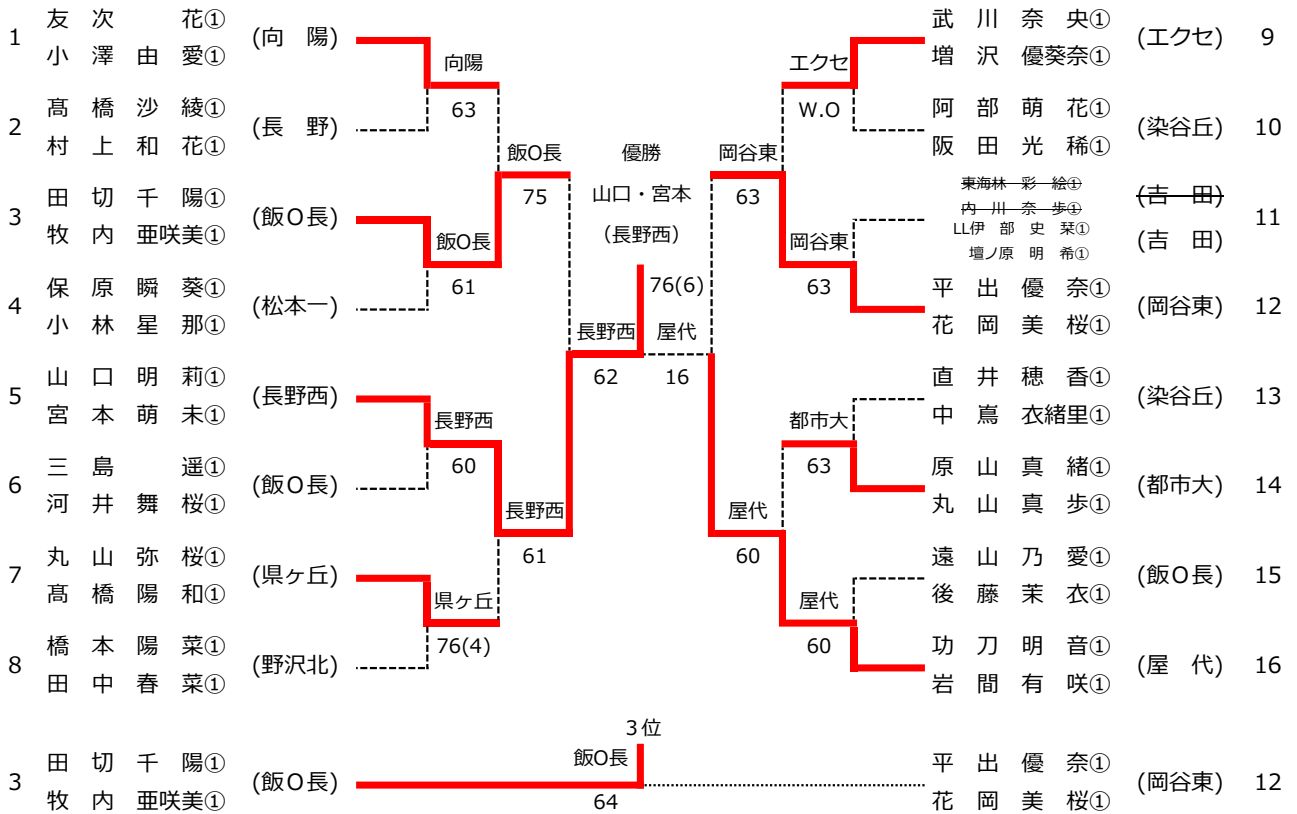 1 友 次 花① (向 陽)
小 澤 由 愛①
向陽
63
2 髙 橋 沙 綾① (長 野)
村 上 和 花①
飯O長
75
3 田 切 千 陽① (飯O長)
牧 内 亜咲美①
飯O長
61
4 保 原 瞬 葵① (松本一)
小 林 星 那①
長野西
62
5 山 口 明 莉① (長野西)
宮 本 萌 未①
長野西
60
6 三 島 遥① (飯O長)
河 井 舞 桜①
長野西
61
7 丸 山 弥 桜① (県ヶ丘)
髙 橋 陽 和①
県ヶ丘
76(4)
8 橋 本 陽 菜① (野沢北)
田 中 春 菜①
優勝
山口・宮本
(長野西)
76(6)
武 川 奈 央① (エクセ) 9
増 沢 優葵奈①
エクセ
W.O
阿 部 萌 花① (染谷丘) 10
阪 田 光 稀①
岡谷東
63
東海林 彩 絵① (吉 田) 11
内 川 奈 歩①
LL伊 部 史 栞① (吉 田)
壇ノ原 明 希①
岡谷東
63
平 出 優 奈① (岡谷東) 12
花 岡 美 桜①
屋代
16
直 井 穂 香① (染谷丘) 13
中 嶌 衣緒里①
都市大
63
原 山 真 緒① (都市大) 14
丸 山 真 歩①
屋代
60
遠 山 乃 愛① (飯O長) 15
後 藤 茉 衣①
屋代
60
功 刀 明 音① (屋 代) 16
岩 間 有 咲①
3位
3 田 切 千 陽① (飯O長)
牧 内 亜咲美①
飯O長
64
平 出 優 奈① (岡谷東) 12
花 岡 美 桜①